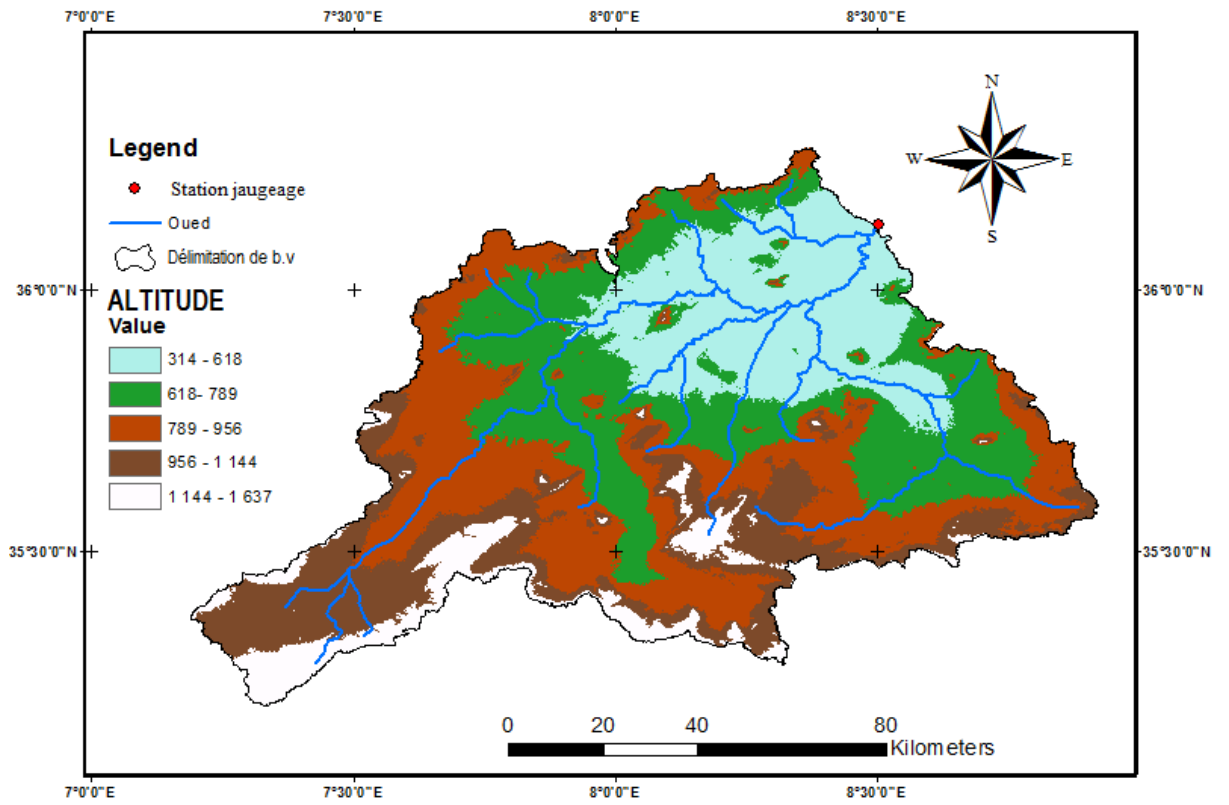 7°0'0"E 7°30'0"E 8°0'0"E 8°30'0"E
N
W E
S
Legend
Station jaugeage
Oued
Délimitation de b.v
ALTITUDE
Value
314 - 618
618- 789
789 - 956
956 - 1 144
1 144 - 1 637
36°0'0"N 36°0'0"N
35°30'0"N 35°30'0"N
0 20 40 80
Kilometers
7°0'0"E 7°30'0"E 8°0'0"E 8°30'0"E